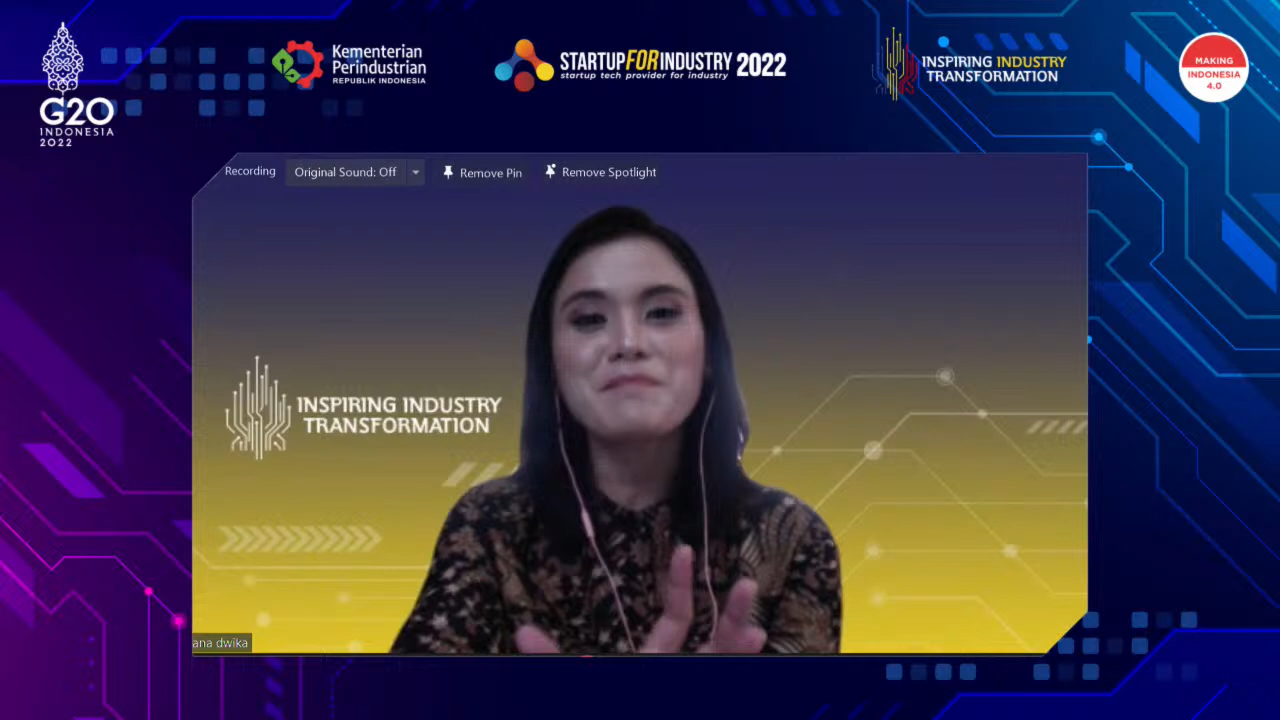 G20
INDONESIA
2022
Kementerian
Perindustrian
REPUBLIK INDONESIA
STARTUPFORINDUSTRY 2022
startup tech provider for industry
INSPIRING INDUSTRY
TRANSFORMATION
MAKING
INDONESIA
4.0
Recording
Original Sound: Off
Remove Pin
Remove Spotlight
INSPIRING INDUSTRY
TRANSFORMATION
ana dwika